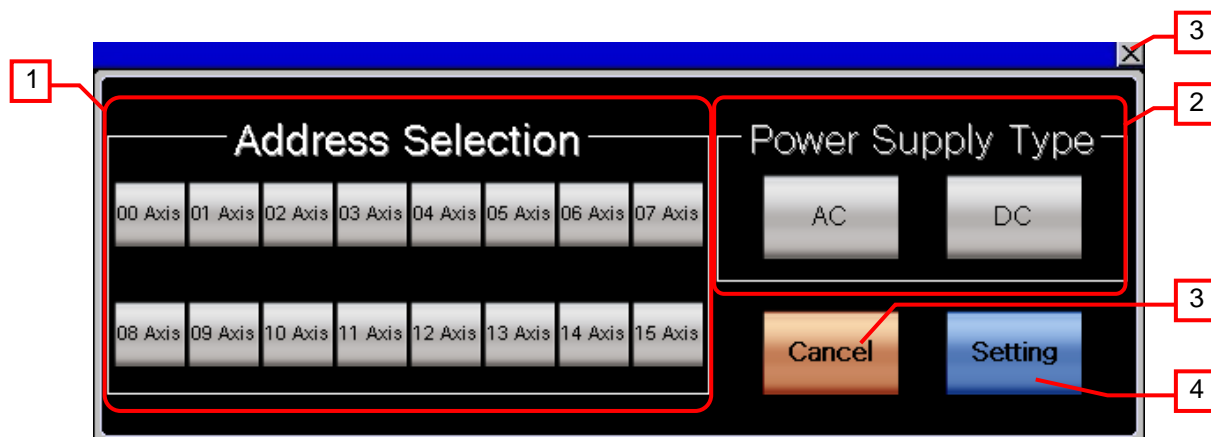 3
1
2
Address Selection
Power Supply Type
00 Axis 01 Axis 02 Axis 03 Axis 04 Axis 05 Axis 06 Axis 07 Axis
AC DC
08 Axis 09 Axis 10 Axis 11 Axis 12 Axis 13 Axis 14 Axis 15 Axis
Cancel Setting
3
4